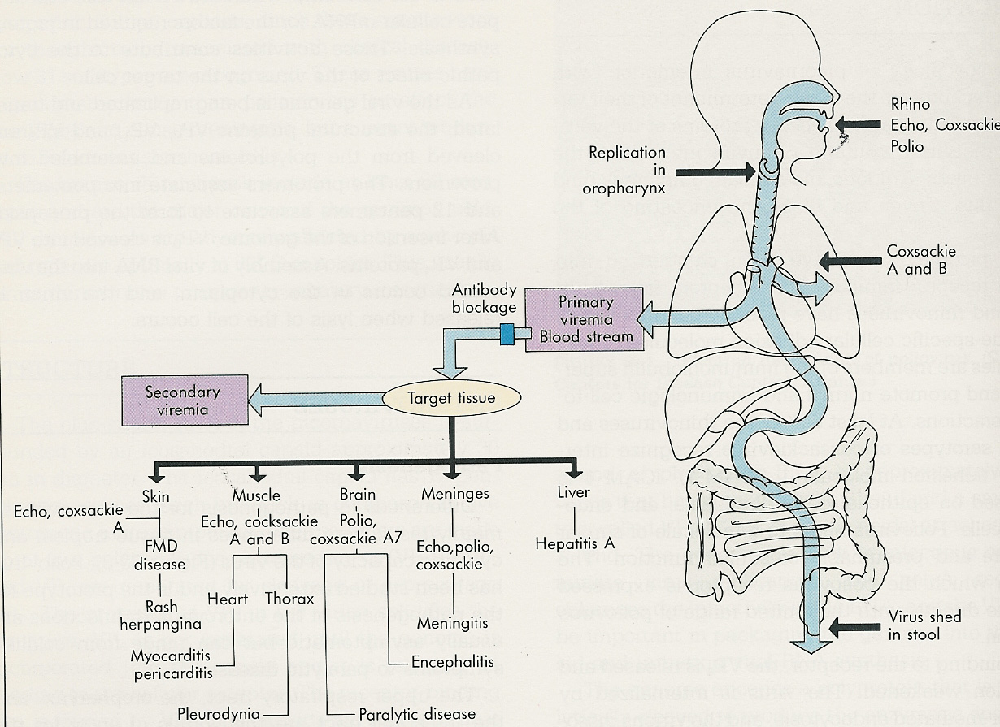 Rhino
Echo, Coxsackie
Polio
Replication
in
oropharynx
Coxsackie
A and B
Antibody
blockage
Primary
viremia
Blood stream
Secondary
viremia
Target tissue
Skin
Muscle
Brain
Meninges
Liver
Echo, coxsackie
A
Echo, cocksackie
A and B
Polio,
coxsackie A7
Echo,polio,
coxsackie
Hepatitis A
FMD
disease
Rash
herpangina
Heart
Thorax
Meningitis
Myocarditis
pericarditis
Encephalitis
Pleurodynia
Paralytic disease
Virus shed
in stool